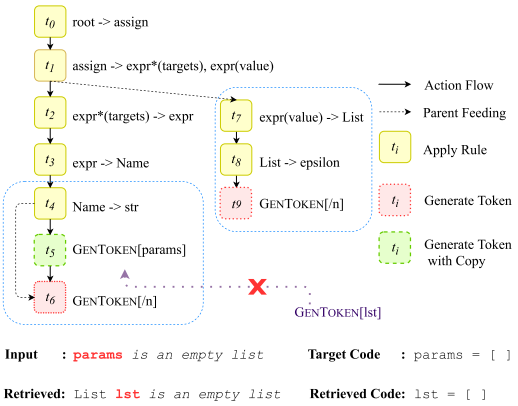 t0 root -> assign
t1 assign -> expr*(targets), expr(value)
t2 expr*(targets) -> expr
t3 expr -> Name
t4 Name -> str
t5 GENTOKEN[params]
t6 GENTOKEN[/n]
t7 expr(value) -> List
t8 List -> epsilon
t9 GENTOKEN[/n]
Action Flow
Parent Feeding
ti Apply Rule
ti Generate Token
ti Generate Token
with Copy
X
GENTOKEN[lst]
Input : params is an empty list
Target Code : params = [ ]
Retrieved: List lst is an empty list
Retrieved Code: lst = [ ]